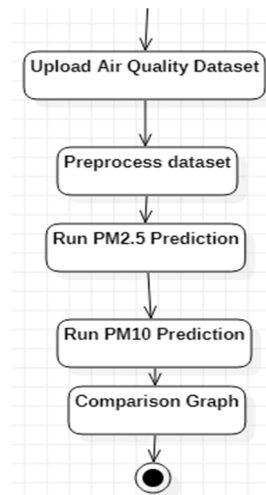 Upload Air Quality Dataset
Preprocess dataset
Run PM2.5 Prediction
Run PM10 Prediction
Comparison Graph